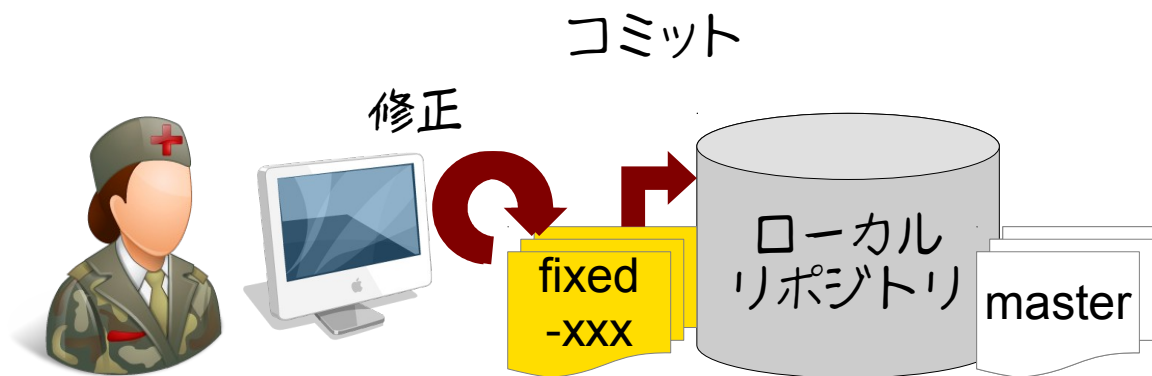 コミット
修正
fixed
-xxx
ローカル
リポジトリ
master